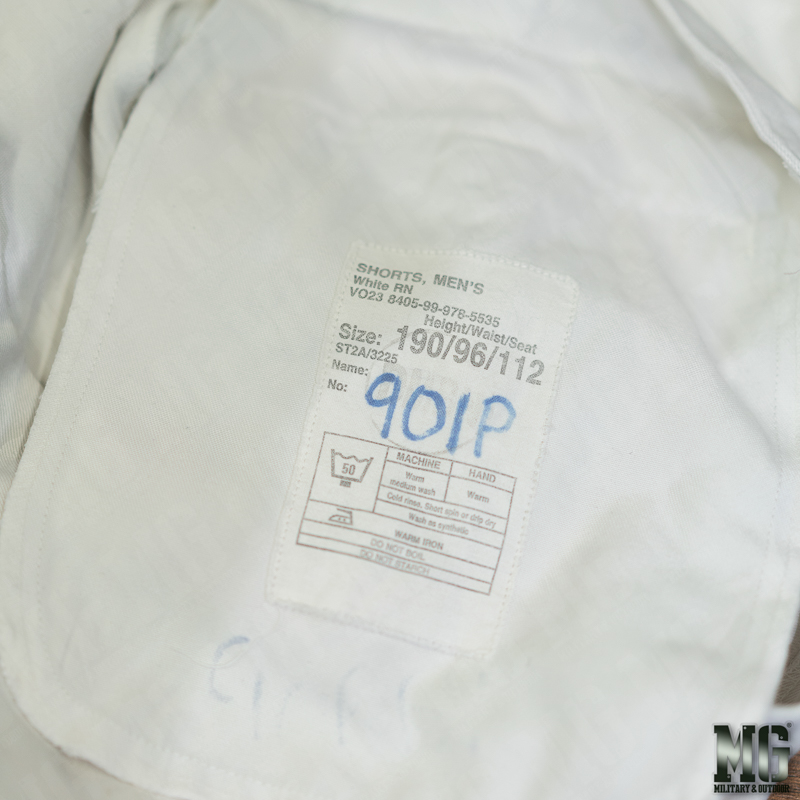 SHORTS, MEN'S
White RN
VO23 8405-99-978-5535
Height/Waist/Seat
Size: 190/96/112
ST2A/3225
Name:
No: 901P
50
MACHINE HAND
Warm medium wash Warm
Cold rinse, Short spin or drip dry
Wash as synthetic
WARM IRON
DO NOT BOIL
DO NOT STARCH
MG
MILITARY & OUTDOOR